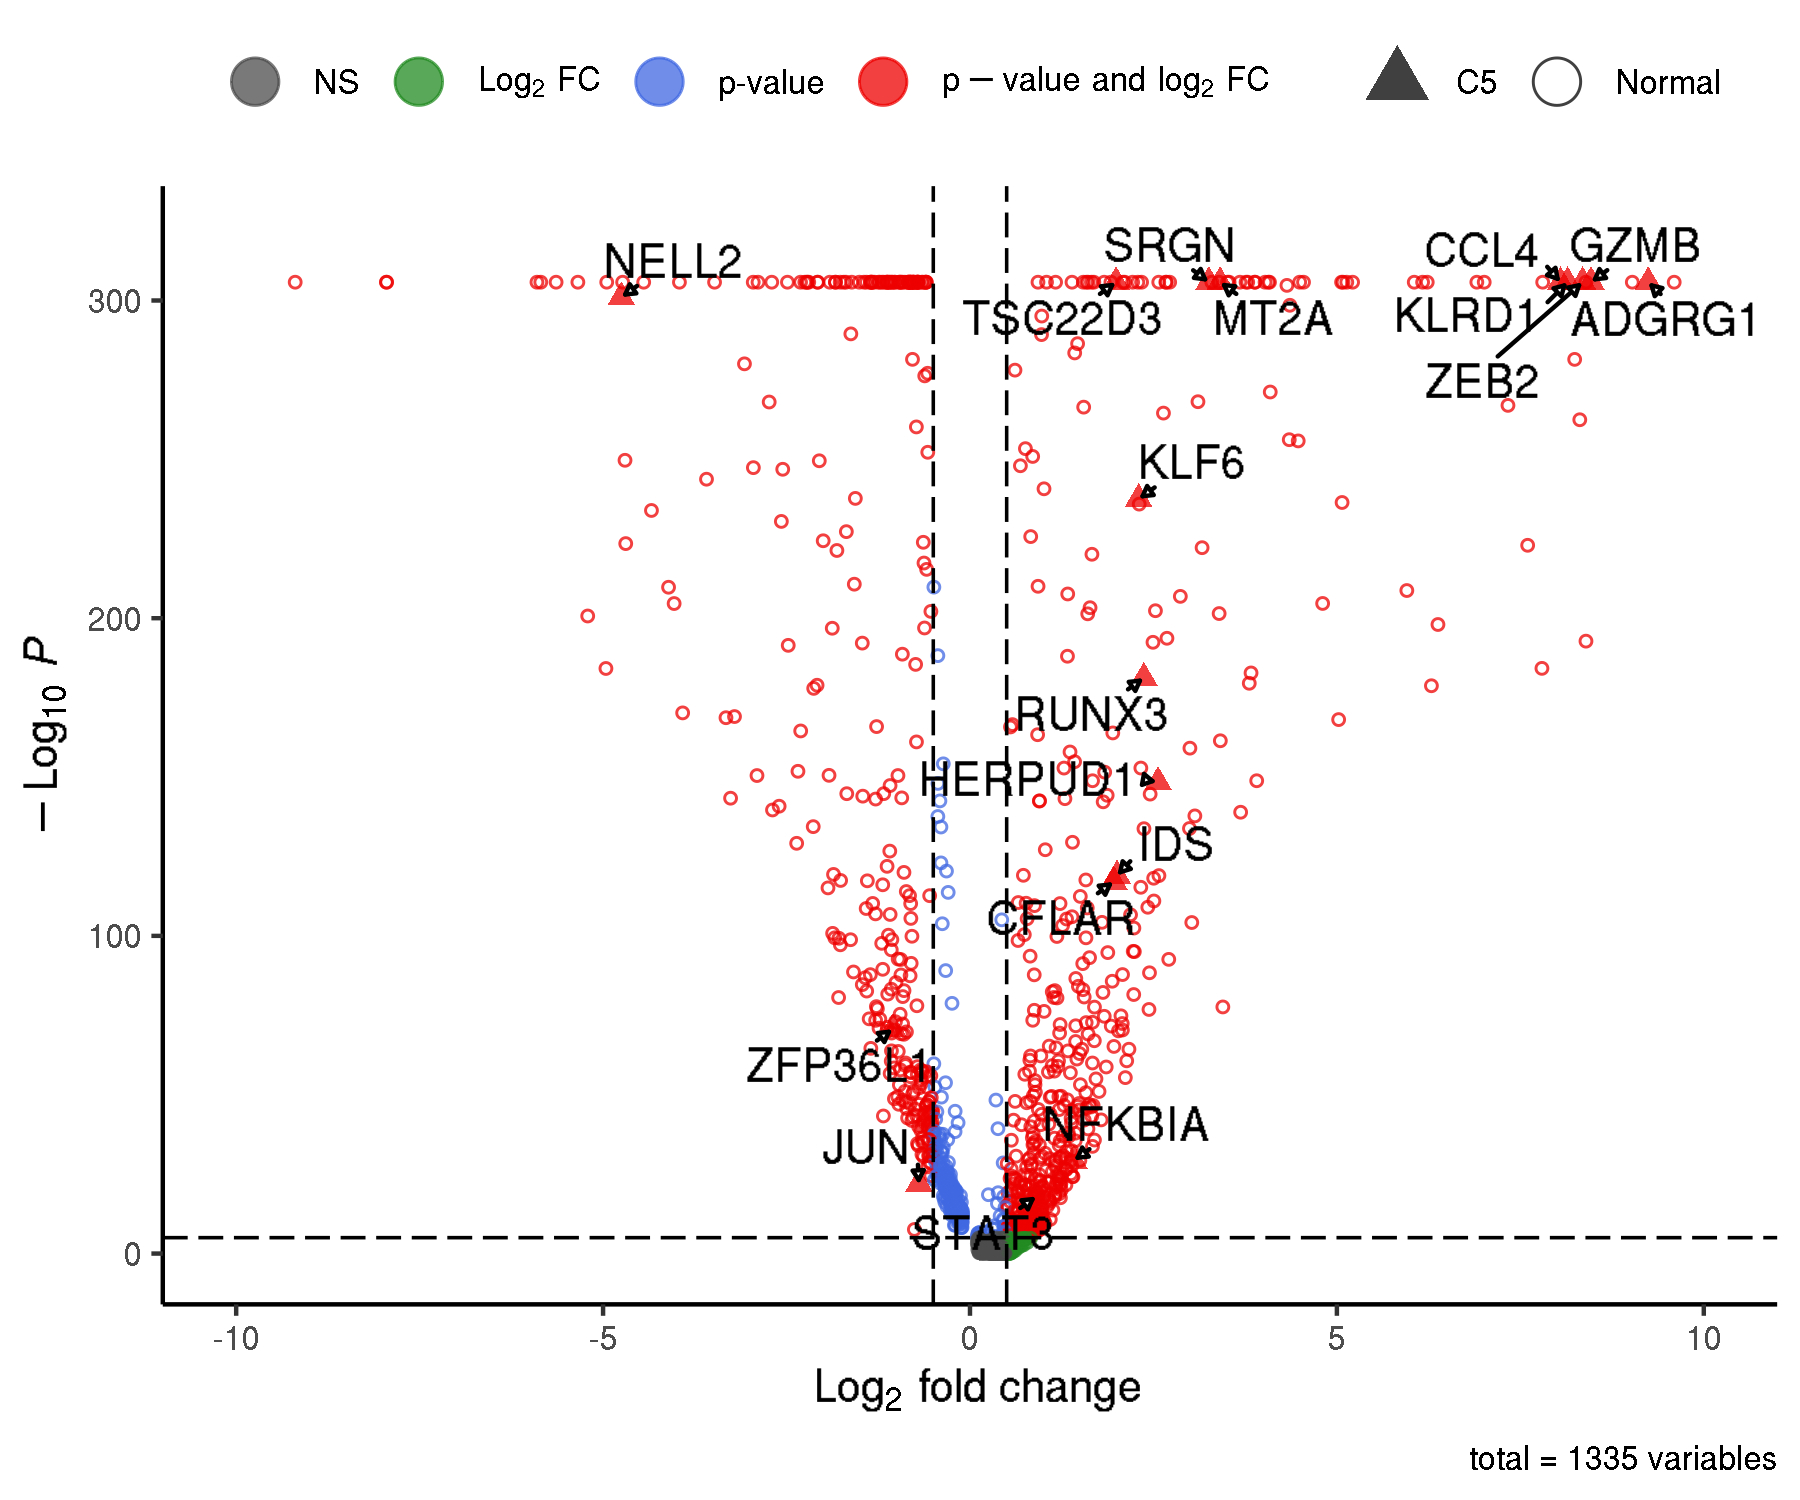 NS Log2 FC p-value p − value and log2 FC C5 Normal
SRGN CCL4 GZMB
NELL2
300
TSC22D3 MT2A KLRD1 ADGRG1
ZEB2
KLF6
200
− Log10 P
RUNX3
HERPUD1
IDS
CFLAR
100
ZFP36L1
NFKBIA
JUN
STAT3
0
-10 -5 0 5 10
Log2 fold change
total = 1335 variables